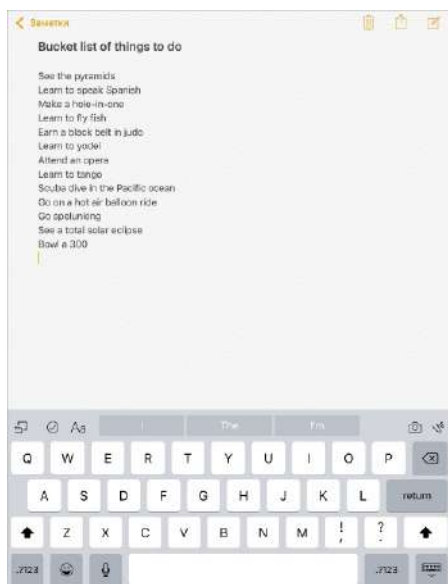 Заметки
Bucket list of things to do
See the pyramids
Learn to speak Spanish
Make a hole-in-one
Learn to fly fish
Earn a black belt in judo
Learn to yodel
Attend an opera
Learn to tango
Scuba dive in the Pacific ocean
Go on a hot air balloon ride
Go spelunking
See a total solar eclipse
Bowl a 300
Aa I The I'm
Q W E R T Y U I O P
A S D F G H J K L return
Z X C V B N M ! , ? .
.?123 .?123